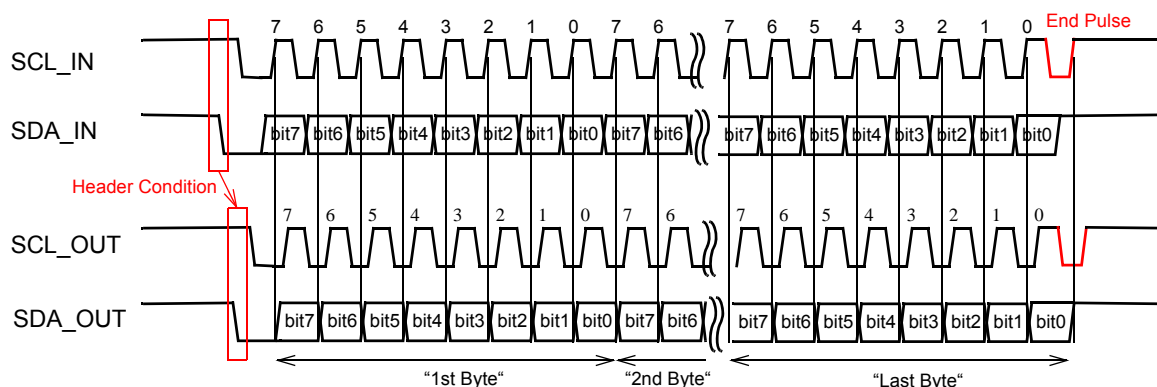 7 6 5 4 3 2 1 0 7 6 7 6 5 4 3 2 1 0 End Pulse
SCL_IN
SDA_IN bit7 bit6 bit5 bit4 bit3 bit2 bit1 bit0 bit7 bit6 bit7 bit6 bit5 bit4 bit3 bit2 bit1 bit0
Header Condition
7 6 5 4 3 2 1 0 7 6 7 6 5 4 3 2 1 0
SCL_OUT
SDA_OUT bit7 bit6 bit5 bit4 bit3 bit2 bit1 bit0 bit7 bit6 bit7 bit6 bit5 bit4 bit3 bit2 bit1 bit0
“1st Byte“ “2nd Byte“ “Last Byte“